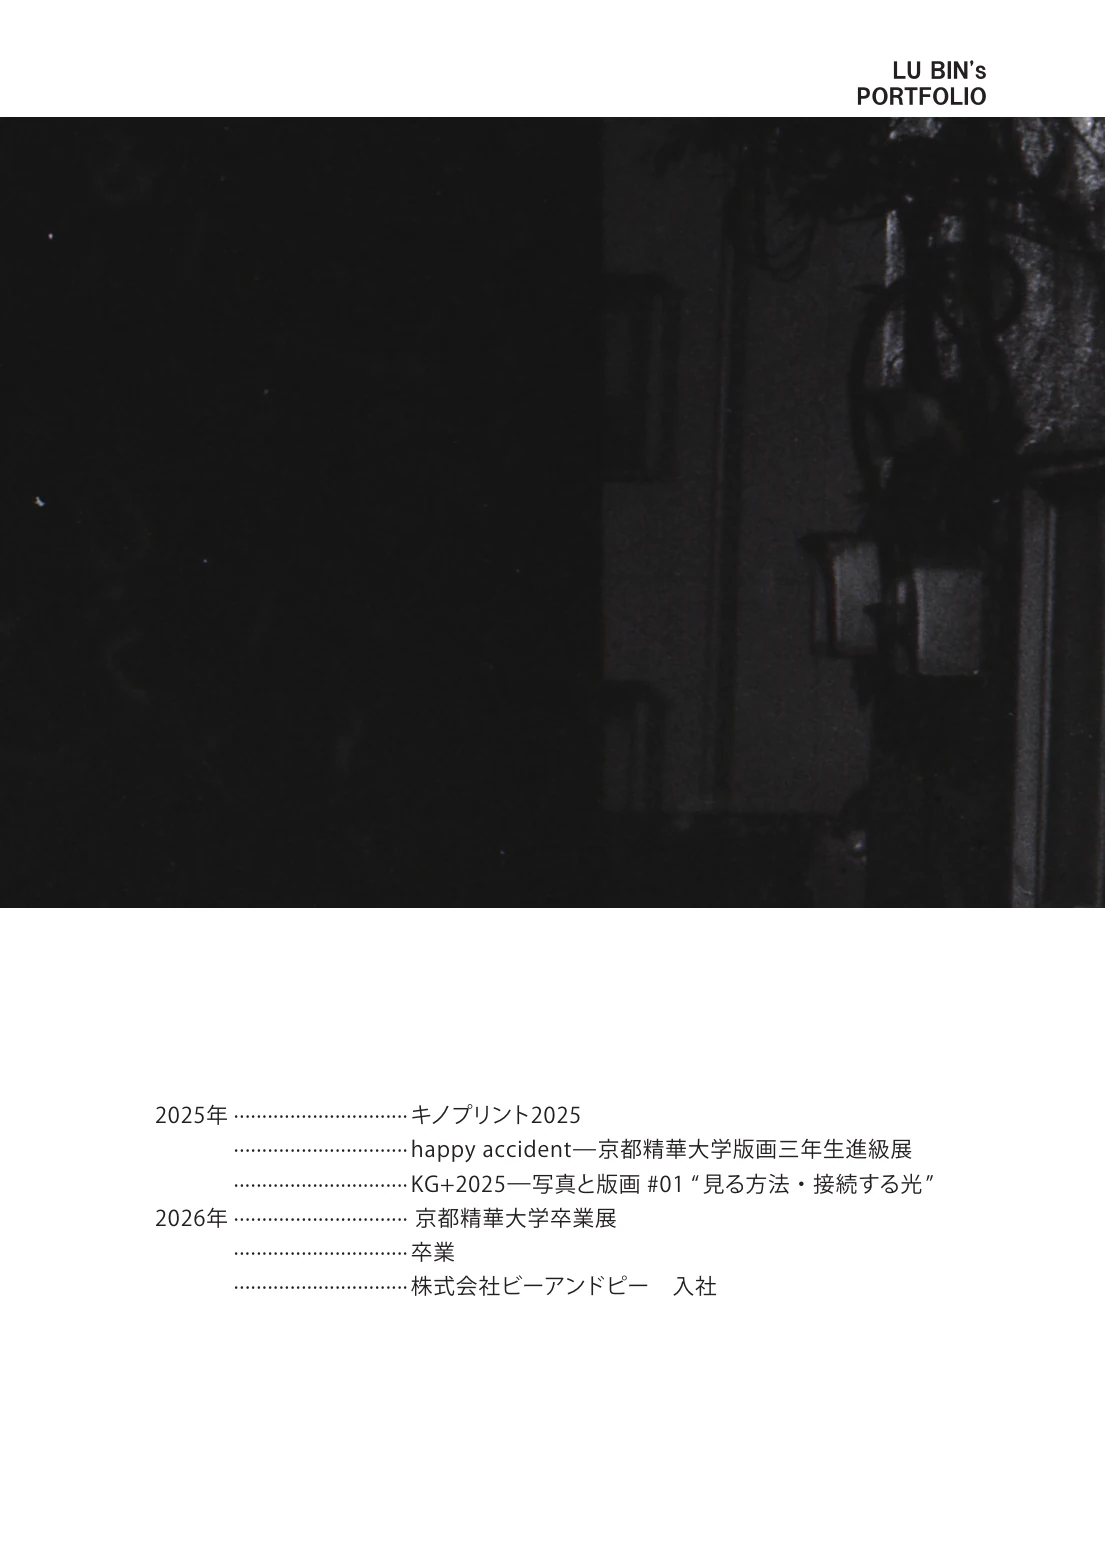 LU BIN's
PORTFOLIO
2025年 ································ キノプリント2025
································ happy accident—京都精華大学版画三年生進級展
································ KG+2025—写真と版画 #01 “見る方法・接続する光”
2026年 ································ 京都精華大学卒業展
································ 卒業
································ 株式会社ビーアンドピー　入社